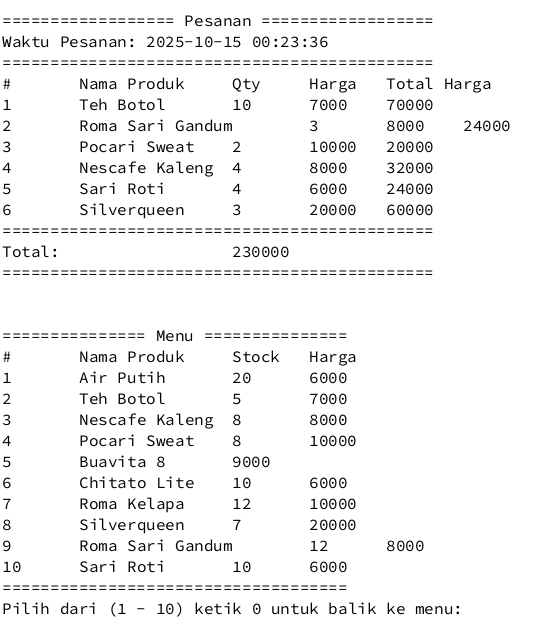 ================== Pesanan ==================
Waktu Pesanan: 2025-10-15 00:23:36
=============================================
#       Nama Produk     Qty     Harga   Total Harga
1       Teh Botol       10      7000    70000
2       Roma Sari Gandum        3       8000    24000
3       Pocari Sweat    2       10000   20000
4       Nescafe Kaleng  4       8000    32000
5       Sari Roti       4       6000    24000
6       Silverqueen     3       20000   60000
=============================================
Total:                  230000
=============================================
=============== Menu ===============
#       Nama Produk     Stock   Harga
1       Air Putih       20      6000
2       Teh Botol       5       7000
3       Nescafe Kaleng  8       8000
4       Pocari Sweat    8       10000
5       Buavita 8       9000
6       Chitato Lite    10      6000
7       Roma Kelapa     12      10000
8       Silverqueen     7       20000
9       Roma Sari Gandum        12      8000
10      Sari Roti       10      6000
====================================
Pilih dari (1 - 10) ketik 0 untuk balik ke menu: